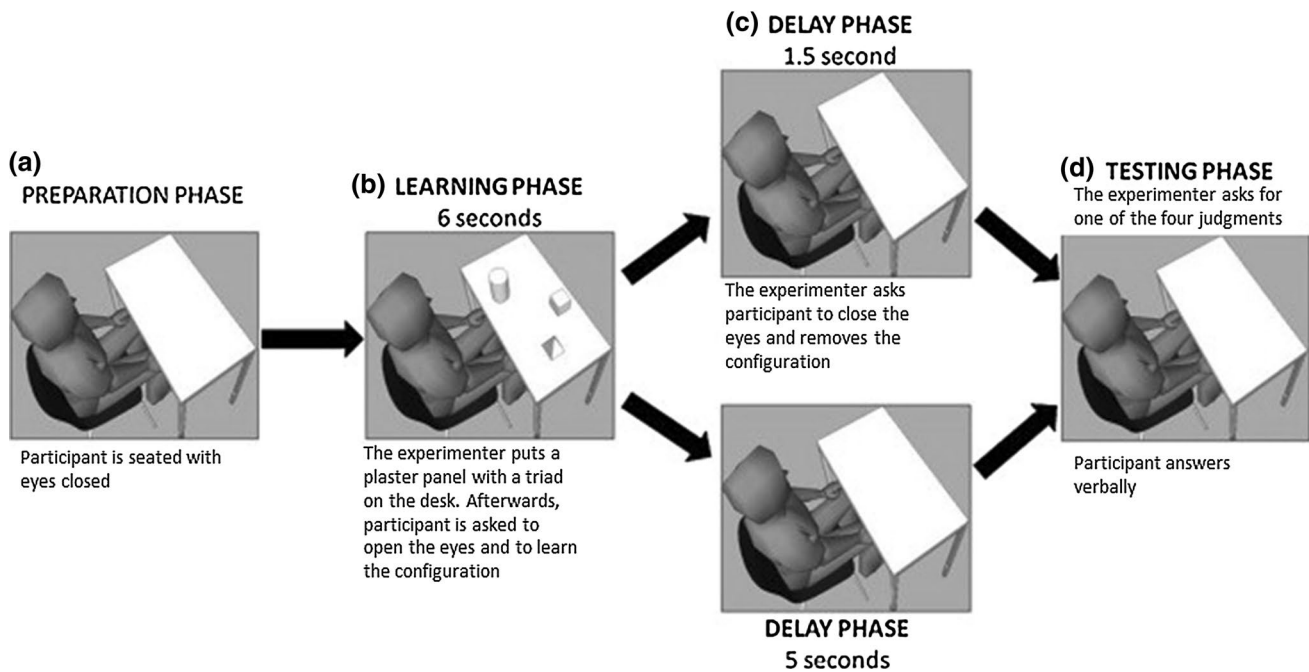 (a)
PREPARATION PHASE
Participant is seated with
eyes closed
(b) LEARNING PHASE
6 seconds
The experimenter puts a
plaster panel with a triad
on the desk. Afterwards,
participant is asked to
open the eyes and to learn
the configuration
(c) DELAY PHASE
1.5 second
The experimenter asks
participant to close the
eyes and removes the
configuration
DELAY PHASE
5 seconds
(d) TESTING PHASE
The experimenter asks for
one of the four judgments
Participant answers
verbally